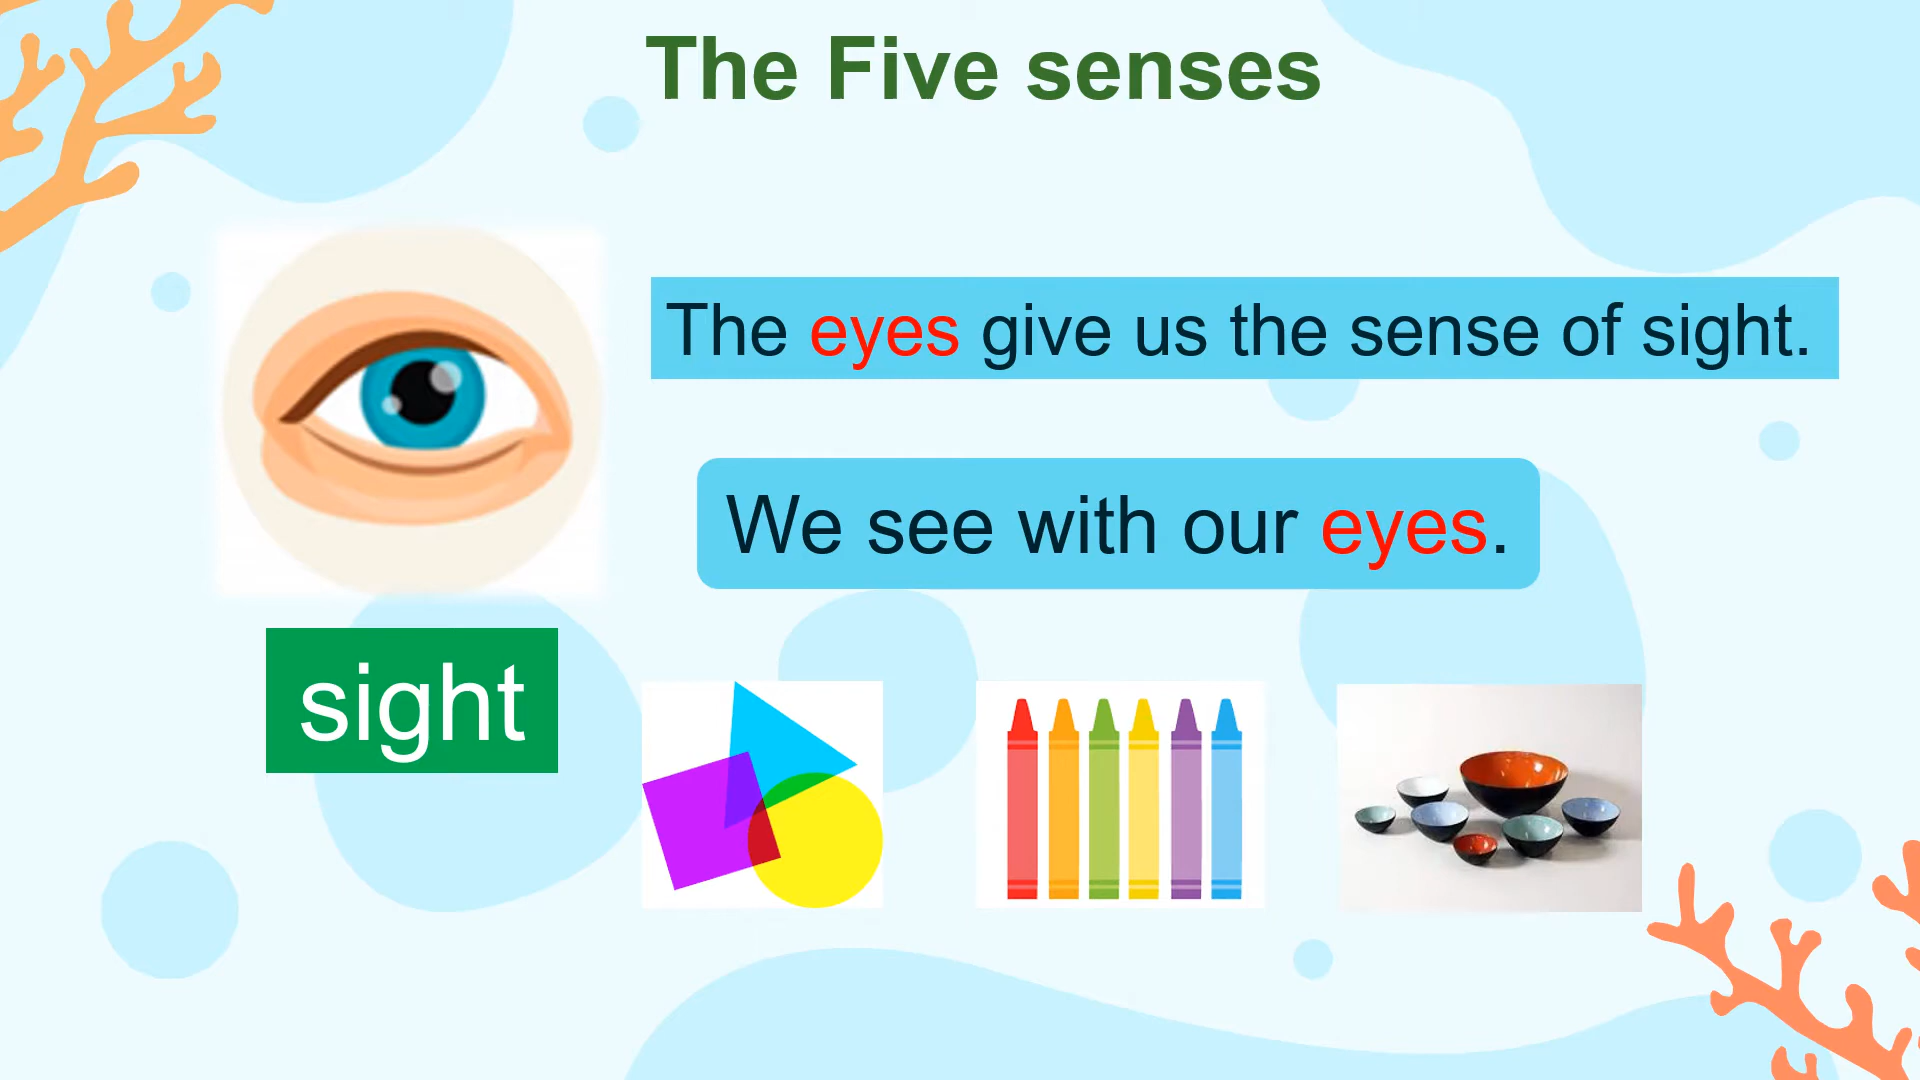 The Five senses
The eyes give us the sense of sight.
We see with our eyes.
sight